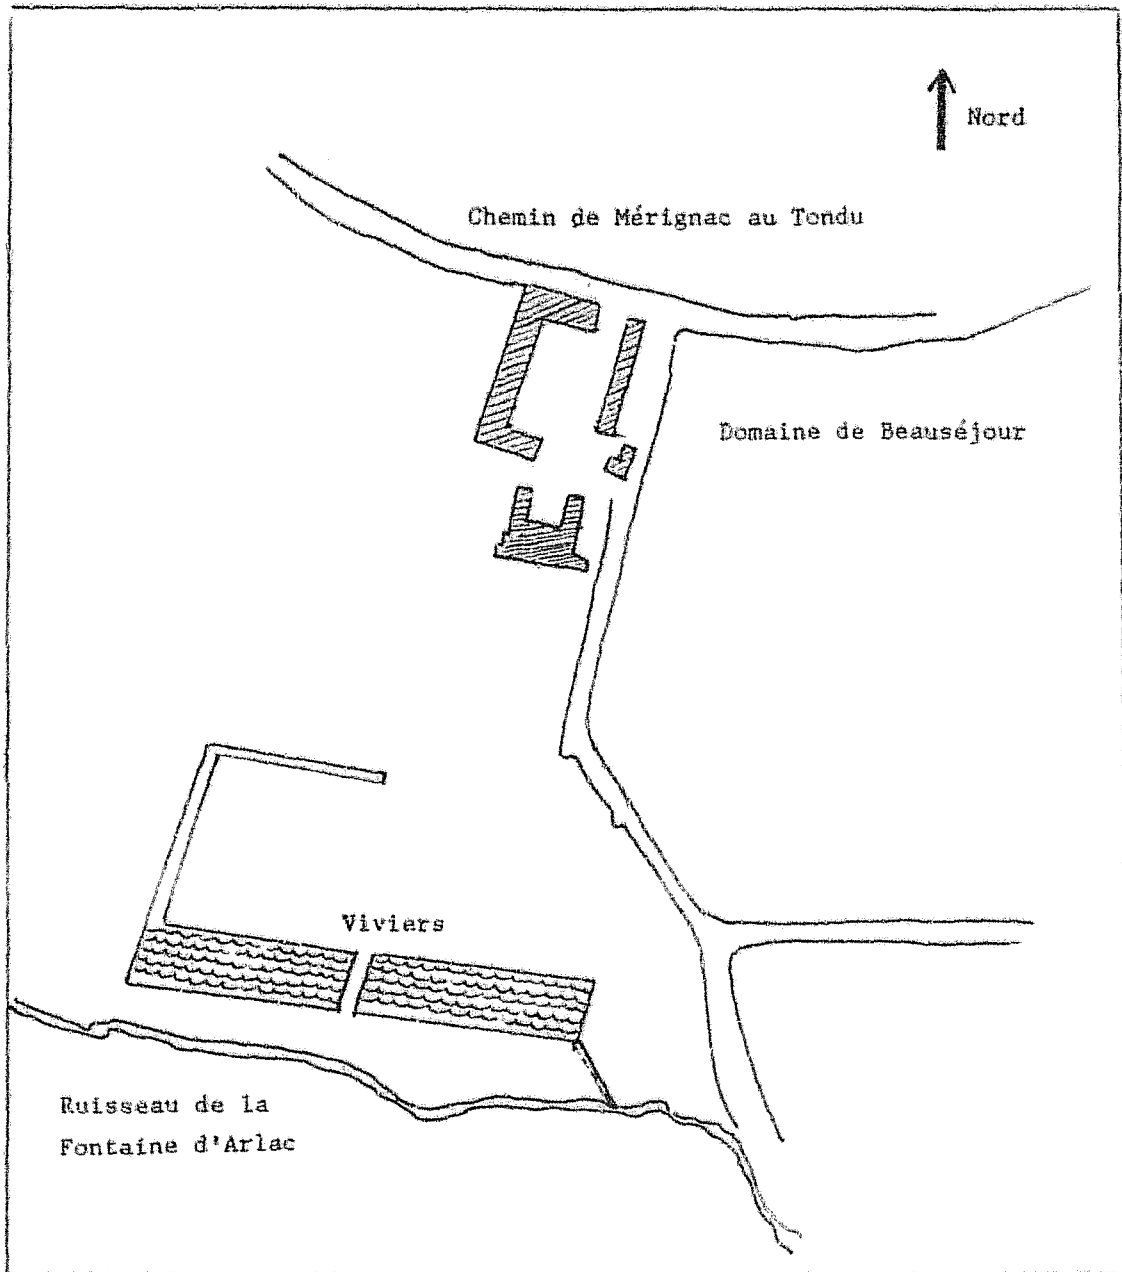 Nord
Chemin de Mérignac au Tondu
Domaine de Beauséjour
Viviers
Ruisseau de la
Fontaine d'Arlac